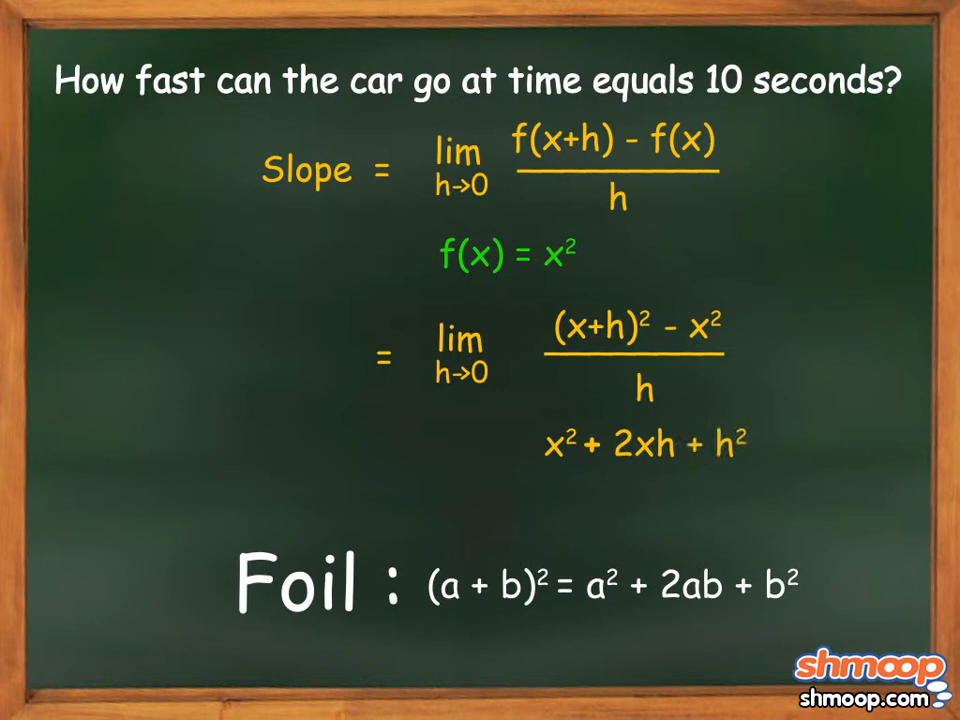 How fast can the car go at time equals 10 seconds?
Slope = lim h->0 f(x+h) - f(x) / h
f(x) = x²
= lim h->0 (x+h)² - x² / h
x² + 2xh + h²
Foil : (a + b)² = a² + 2ab + b²
shmoop
shmoop.com